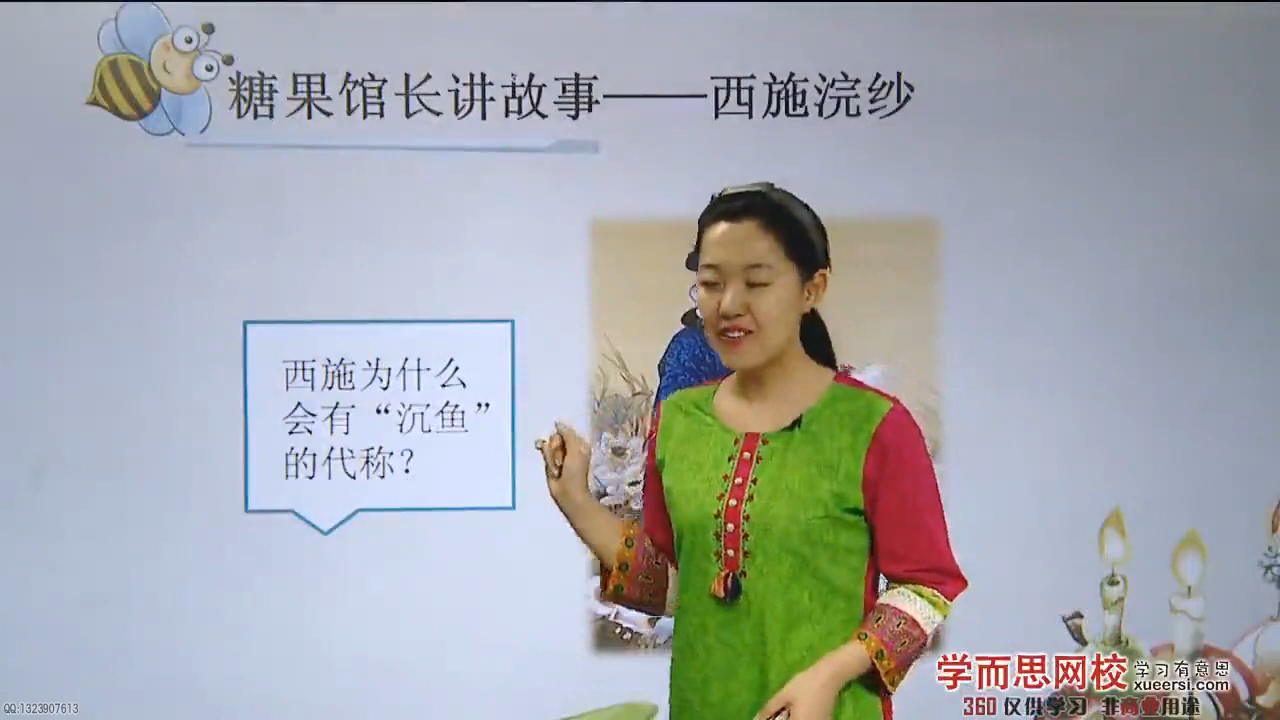 糖果馆长讲故事——西施浣纱
西施为什么
会有“沉鱼”
的代称？
学而思网校 学习有意思
xueersi.com
360 仅供学习 非商业用途
QQ:1323907613